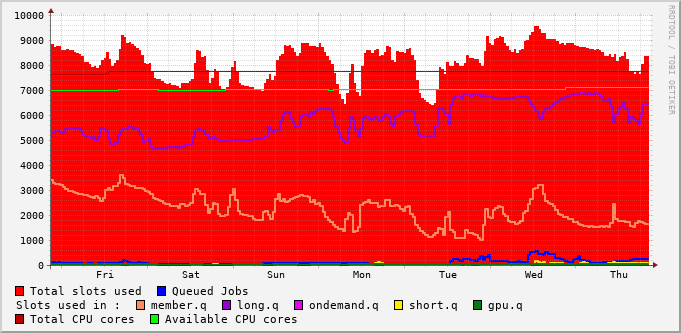 10000
9000
8000
7000
6000
5000
4000
3000
2000
1000
0
Fri Sat Sun Mon Tue Wed Thu
Total slots used Queued Jobs
Slots used in : member.q long.q ondemand.q short.q gpu.q
Total CPU cores Available CPU cores
RRDTOOL / TOBI OETIKER